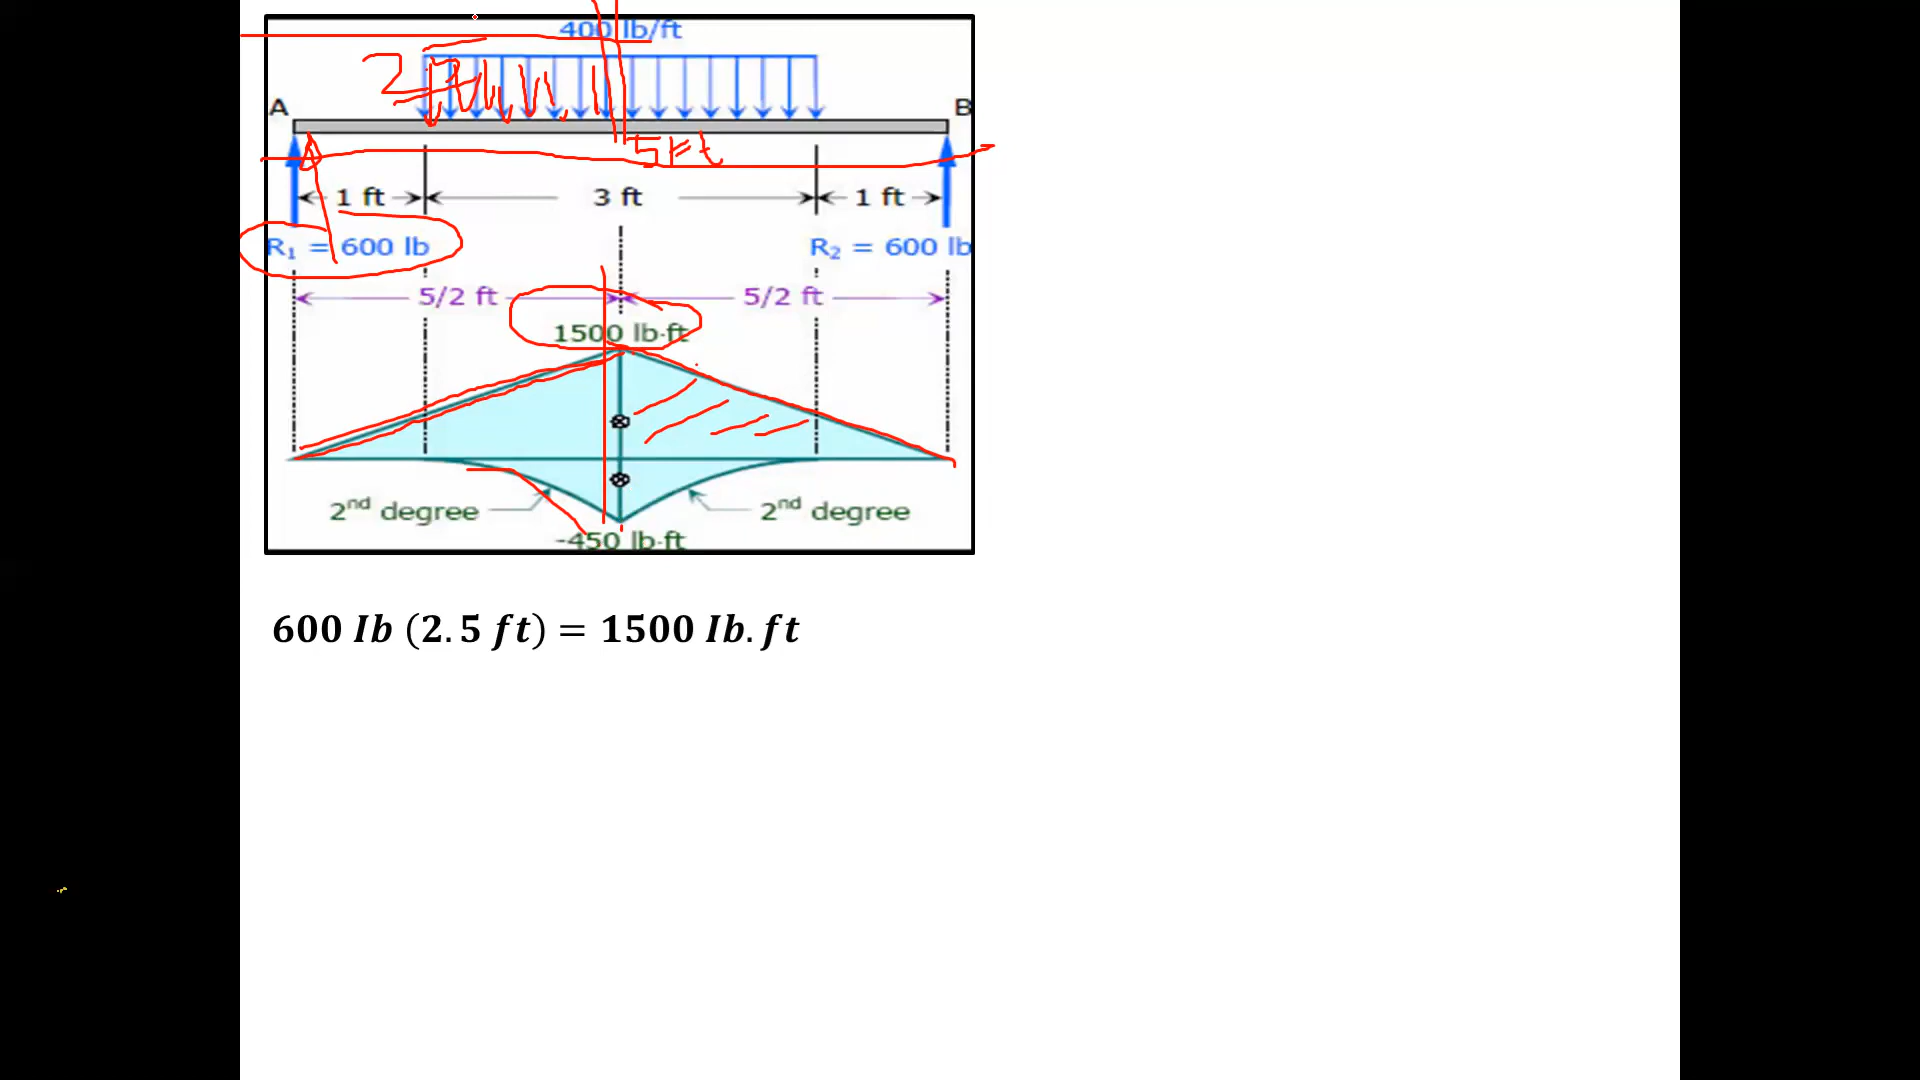 400 lb/ft
A
B
5 Ft
1 ft
3 ft
1 ft
R₁ = 600 lb
R₂ = 600 lb
5/2 ft
5/2 ft
1500 lb·ft
2nd degree
2nd degree
-450 lb·ft
600 Ib (2.5 ft) = 1500 Ib.ft